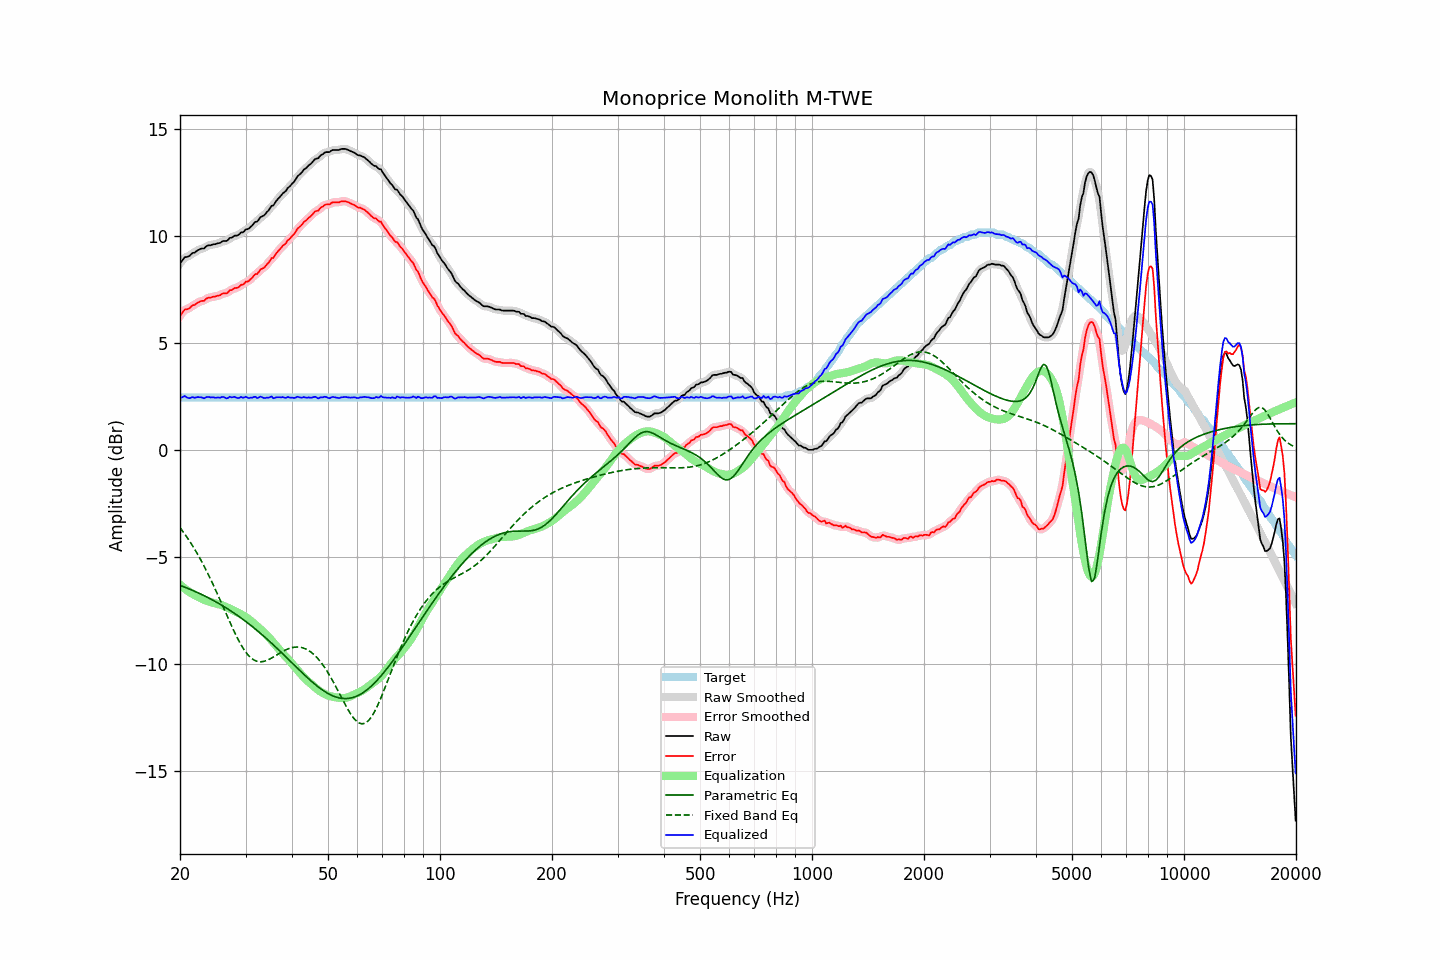 Monoprice Monolith M-TWE
15
10
5
0
−5
−10
−15
Amplitude (dBr)
Target
Raw Smoothed
Error Smoothed
Raw
Error
Equalization
Parametric Eq
Fixed Band Eq
Equalized
20 50 100 200 500 1000 2000 5000 10000 20000
Frequency (Hz)